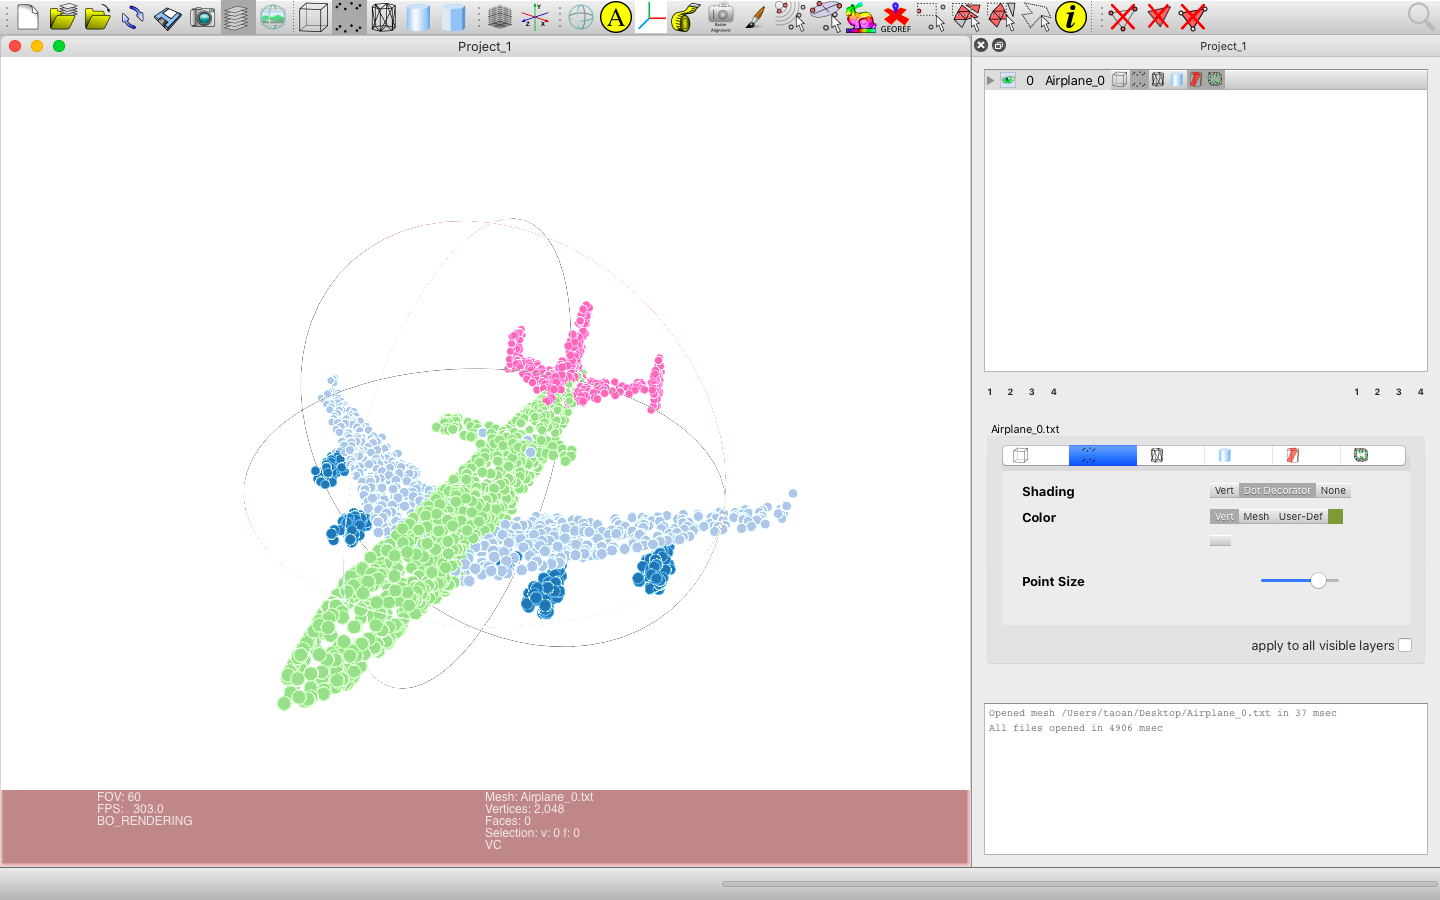 A
Alignment
Raster
GEOREF
i
Project_1
Project_1
0 Airplane_0
1 2 3 4
1 2 3 4
Airplane_0.txt
Shading Vert Dot Decorator None
Color Vert Mesh User-Def
Point Size
apply to all visible layers
Opened mesh /Users/taoan/Desktop/Airplane_0.txt in 37 msec
All files opened in 4906 msec
FOV: 60
FPS: 303.0
BO_RENDERING
Mesh: Airplane_0.txt
Vertices: 2,048
Faces: 0
Selection: v: 0 f: 0
VC